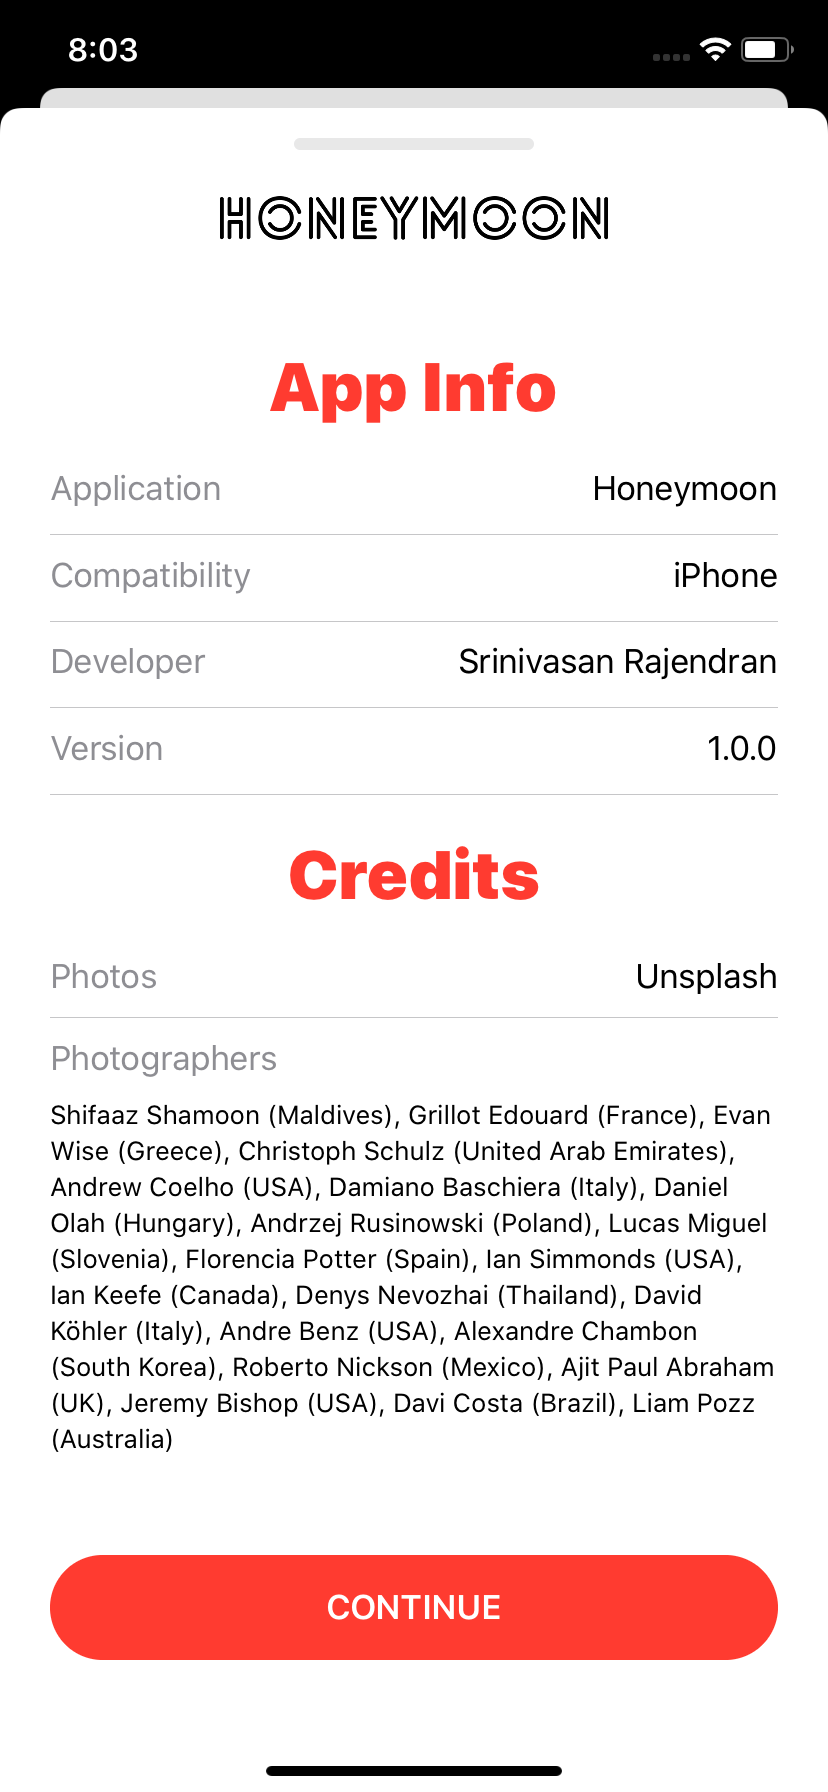 8:03
HONEYMOON
App Info
Application Honeymoon
Compatibility iPhone
Developer Srinivasan Rajendran
Version 1.0.0
Credits
Photos Unsplash
Photographers
Shifaaz Shamoon (Maldives), Grillot Edouard (France), Evan
Wise (Greece), Christoph Schulz (United Arab Emirates),
Andrew Coelho (USA), Damiano Baschiera (Italy), Daniel
Olah (Hungary), Andrzej Rusinowski (Poland), Lucas Miguel
(Slovenia), Florencia Potter (Spain), Ian Simmonds (USA),
Ian Keefe (Canada), Denys Nevozhai (Thailand), David
Köhler (Italy), Andre Benz (USA), Alexandre Chambon
(South Korea), Roberto Nickson (Mexico), Ajit Paul Abraham
(UK), Jeremy Bishop (USA), Davi Costa (Brazil), Liam Pozz
(Australia)
CONTINUE